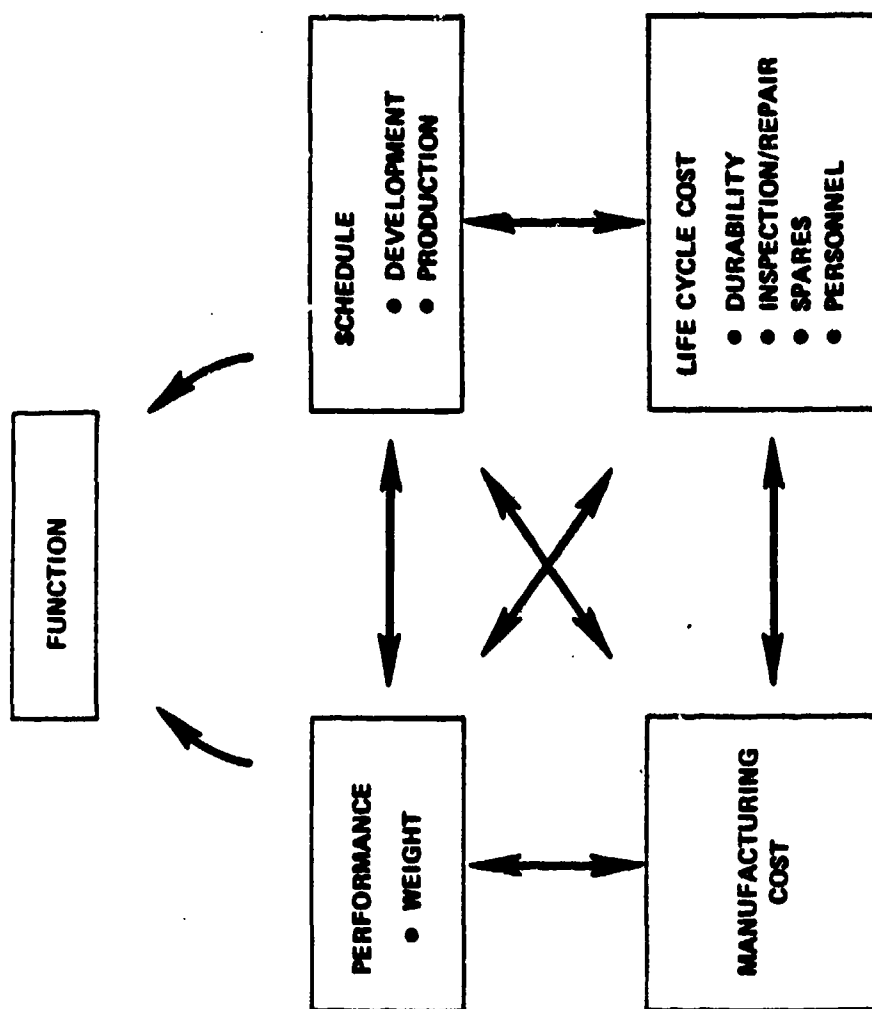 FUNCTION
PERFORMANCE
● WEIGHT
SCHEDULE
● DEVELOPMENT
● PRODUCTION
MANUFACTURING
COST
LIFE CYCLE COST
● DURABILITY
● INSPECTION/REPAIR
● SPARES
● PERSONNEL